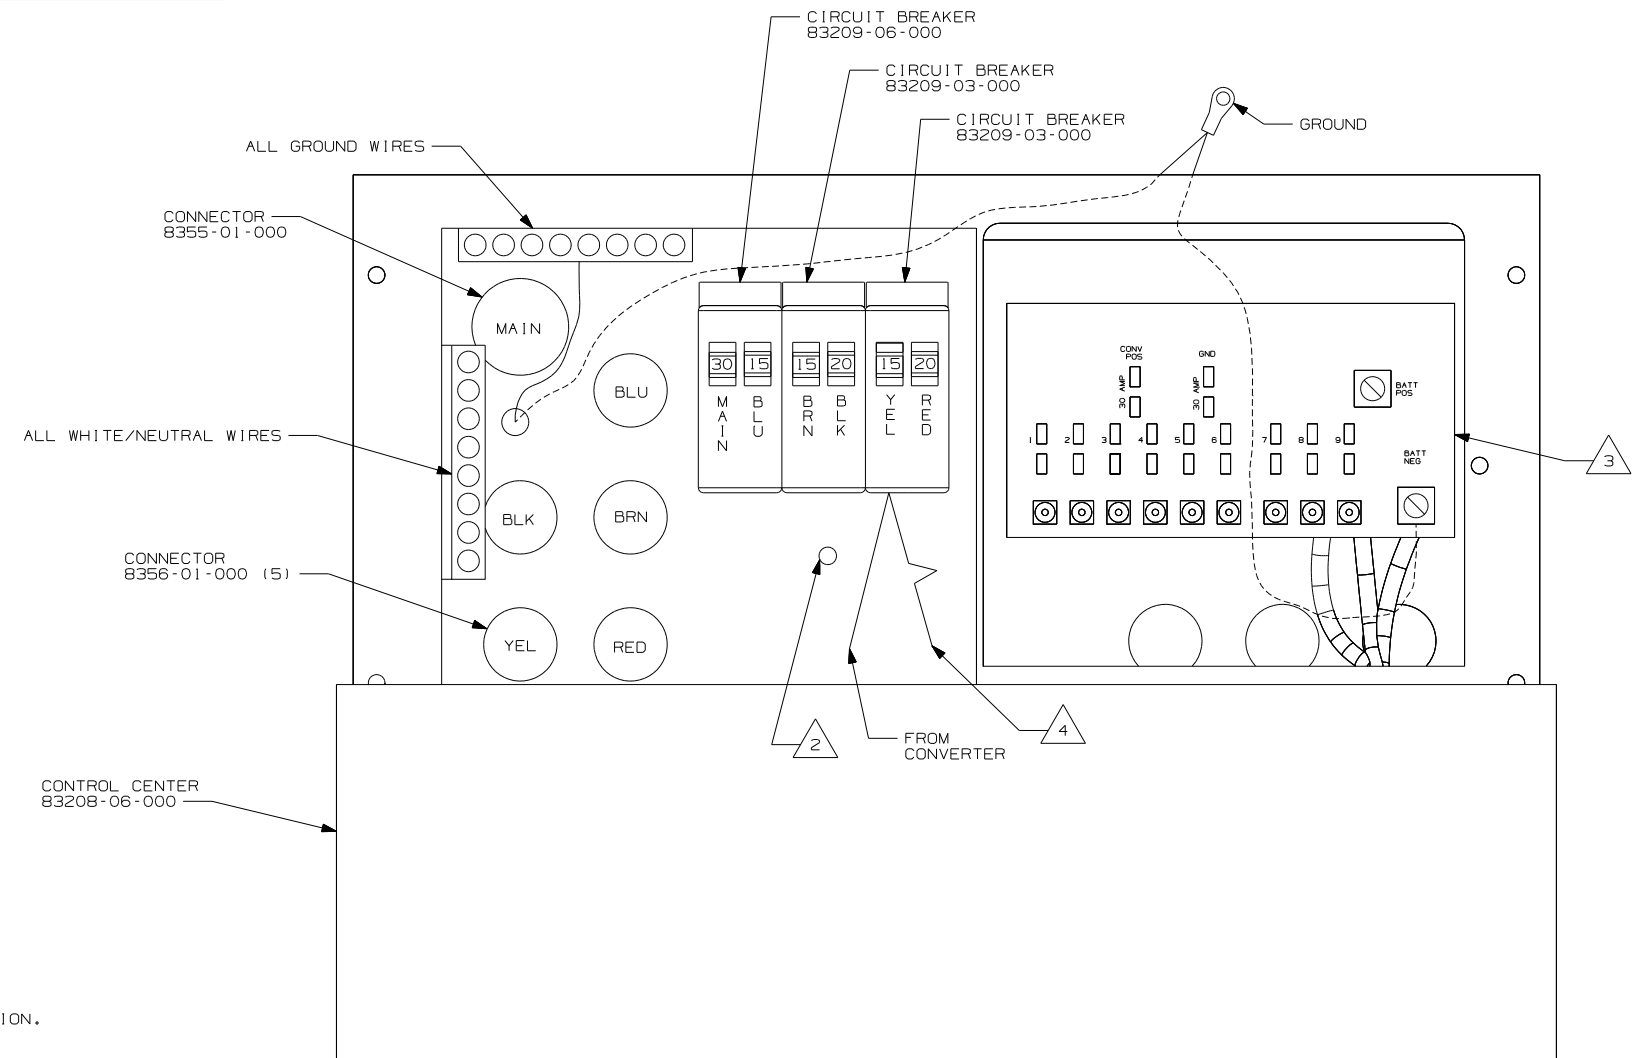 CIRCUIT BREAKER
83209-06-000
CIRCUIT BREAKER
83209-03-000
CIRCUIT BREAKER
83209-03-000
GROUND
ALL GROUND WIRES
CONNECTOR
8355-01-000
MAIN
BLU
30
15
15
20
15
20
MAIN
BLU
BRN
BLK
YEL
RED
CONV
POS
GND
30 AMP
30 AMP
BATT
POS
1
2
3
4
5
6
7
8
9
BATT
NEG
3
ALL WHITE/NEUTRAL WIRES
BLK
BRN
CONNECTOR
8356-01-000 (5)
YEL
RED
2
FROM
CONVERTER
4
CONTROL CENTER
83208-06-000
ION.